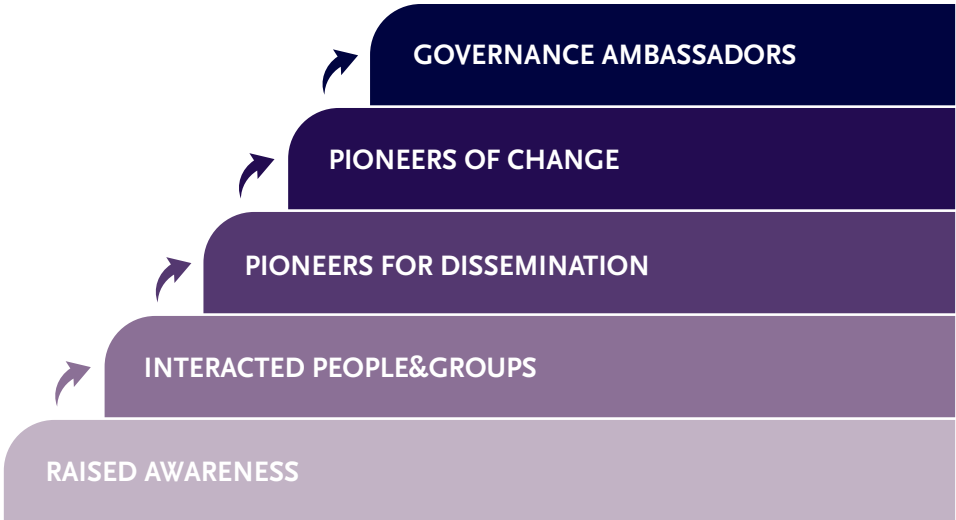 GOVERNANCE AMBASSADORS
PIONEERS OF CHANGE
PIONEERS FOR DISSEMINATION
INTERACTED PEOPLE&GROUPS
RAISED AWARENESS